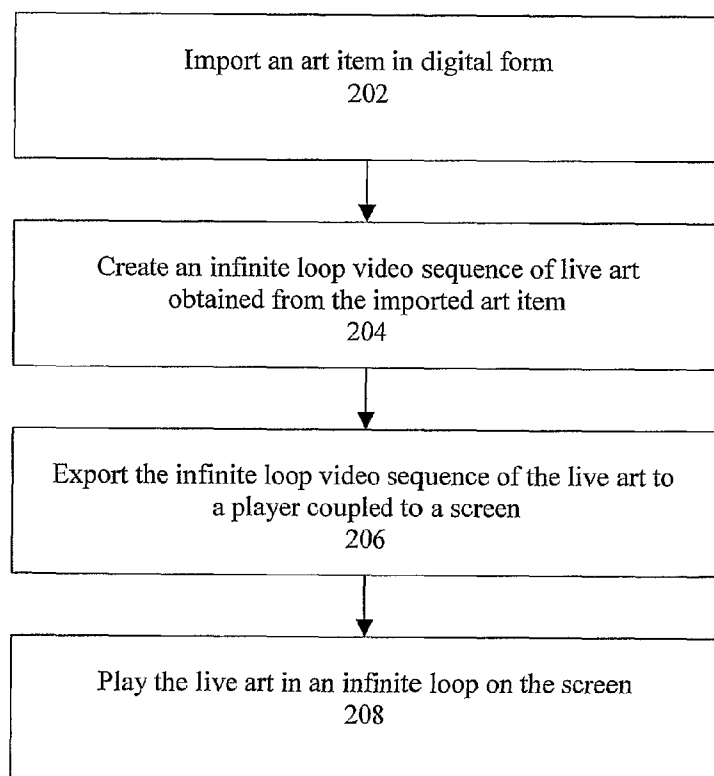 Import an art item in digital form
202
Create an infinite loop video sequence of live art
obtained from the imported art item
204
Export the infinite loop video sequence of the live art to
a player coupled to a screen
206
Play the live art in an infinite loop on the screen
208